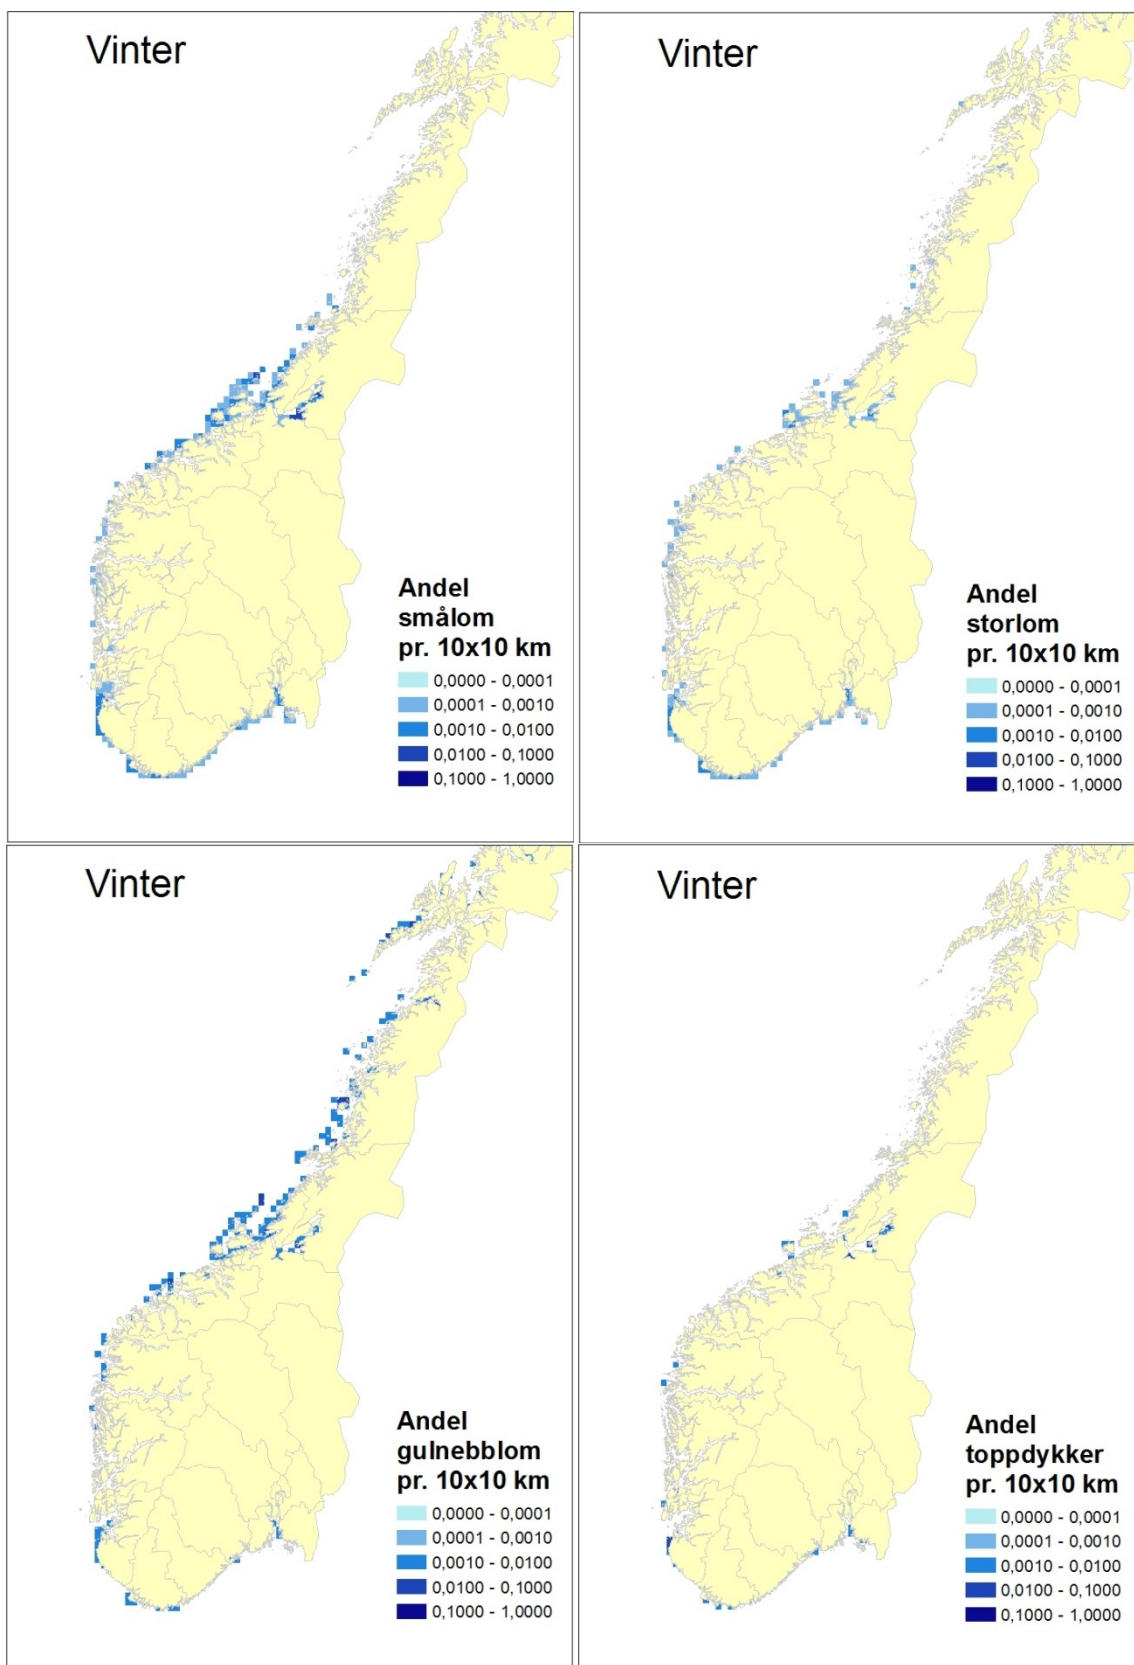 Vinter
Andel
smålom
pr. 10x10 km
0,0000 - 0,0001
0,0001 - 0,0010
0,0010 - 0,0100
0,0100 - 0,1000
0,1000 - 1,0000
Vinter
Andel
storlom
pr. 10x10 km
0,0000 - 0,0001
0,0001 - 0,0010
0,0010 - 0,0100
0,0100 - 0,1000
0,1000 - 1,0000
Vinter
Andel
gulnebblom
pr. 10x10 km
0,0000 - 0,0001
0,0001 - 0,0010
0,0010 - 0,0100
0,0100 - 0,1000
0,1000 - 1,0000
Vinter
Andel
toppdykker
pr. 10x10 km
0,0000 - 0,0001
0,0001 - 0,0010
0,0010 - 0,0100
0,0100 - 0,1000
0,1000 - 1,0000